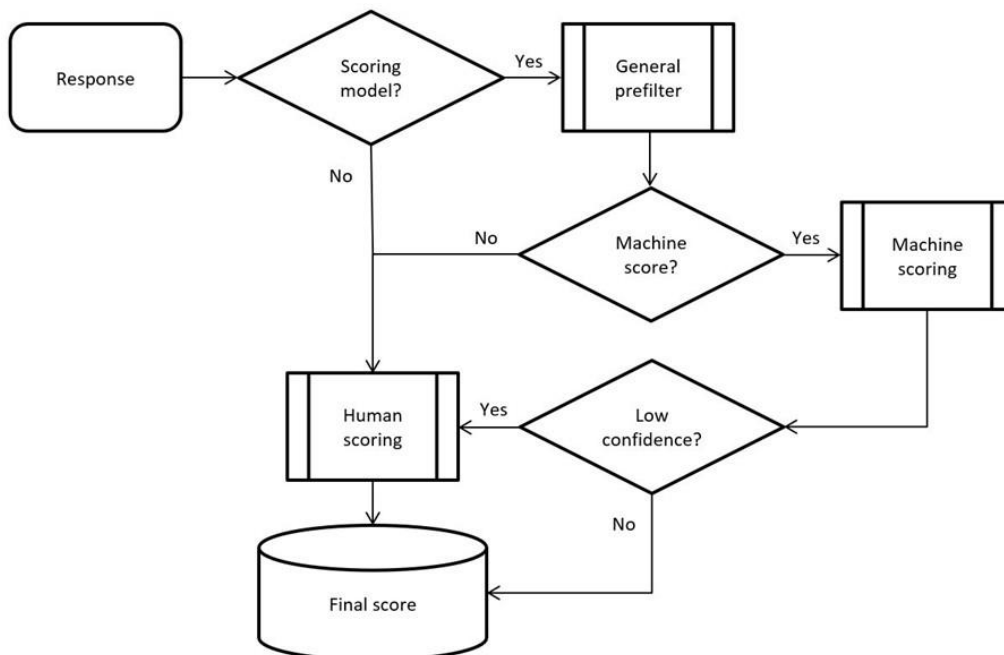 Response
Scoring
model?
Yes
General
prefilter
No
No
Machine
score?
Yes
Machine
scoring
Human
scoring
Yes
Low
confidence?
No
Final score